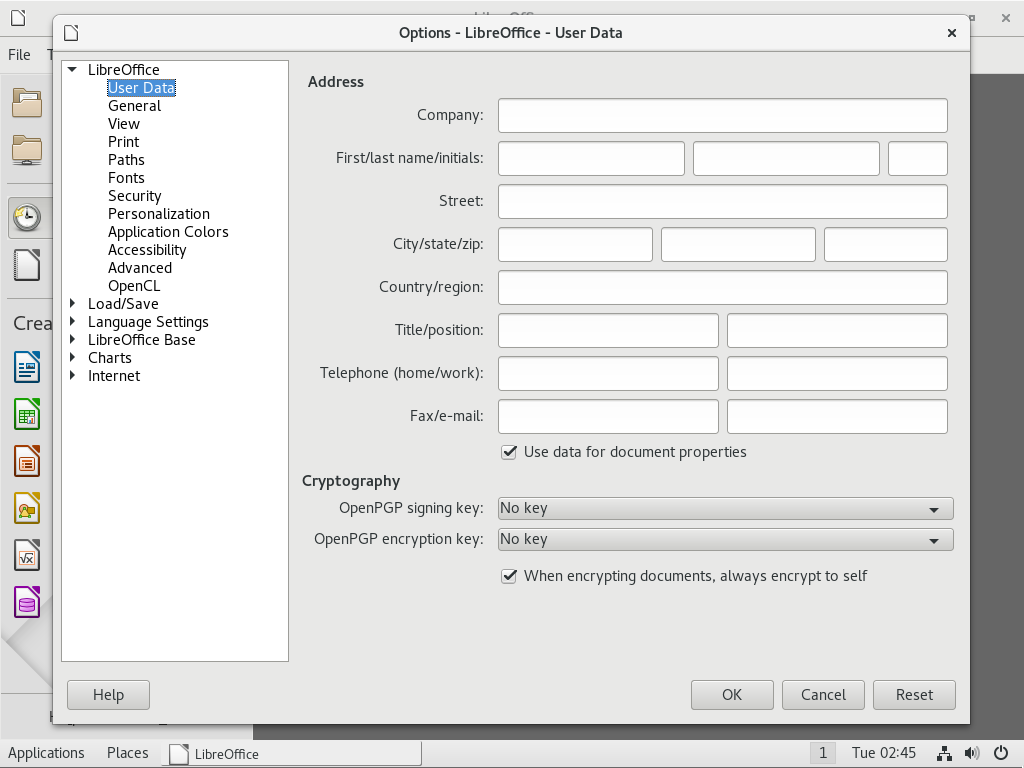 Options - LibreOffice - User Data
File
LibreOffice
User Data
General
View
Print
Paths
Fonts
Security
Personalization
Application Colors
Accessibility
Advanced
OpenCL
Load/Save
Language Settings
LibreOffice Base
Charts
Internet
Address
Company:
First/last name/initials:
Street:
City/state/zip:
Country/region:
Title/position:
Telephone (home/work):
Fax/e-mail:
Use data for document properties
Cryptography
OpenPGP signing key: No key
OpenPGP encryption key: No key
When encrypting documents, always encrypt to self
Help OK Cancel Reset
Applications Places LibreOffice 1 Tue 02:45